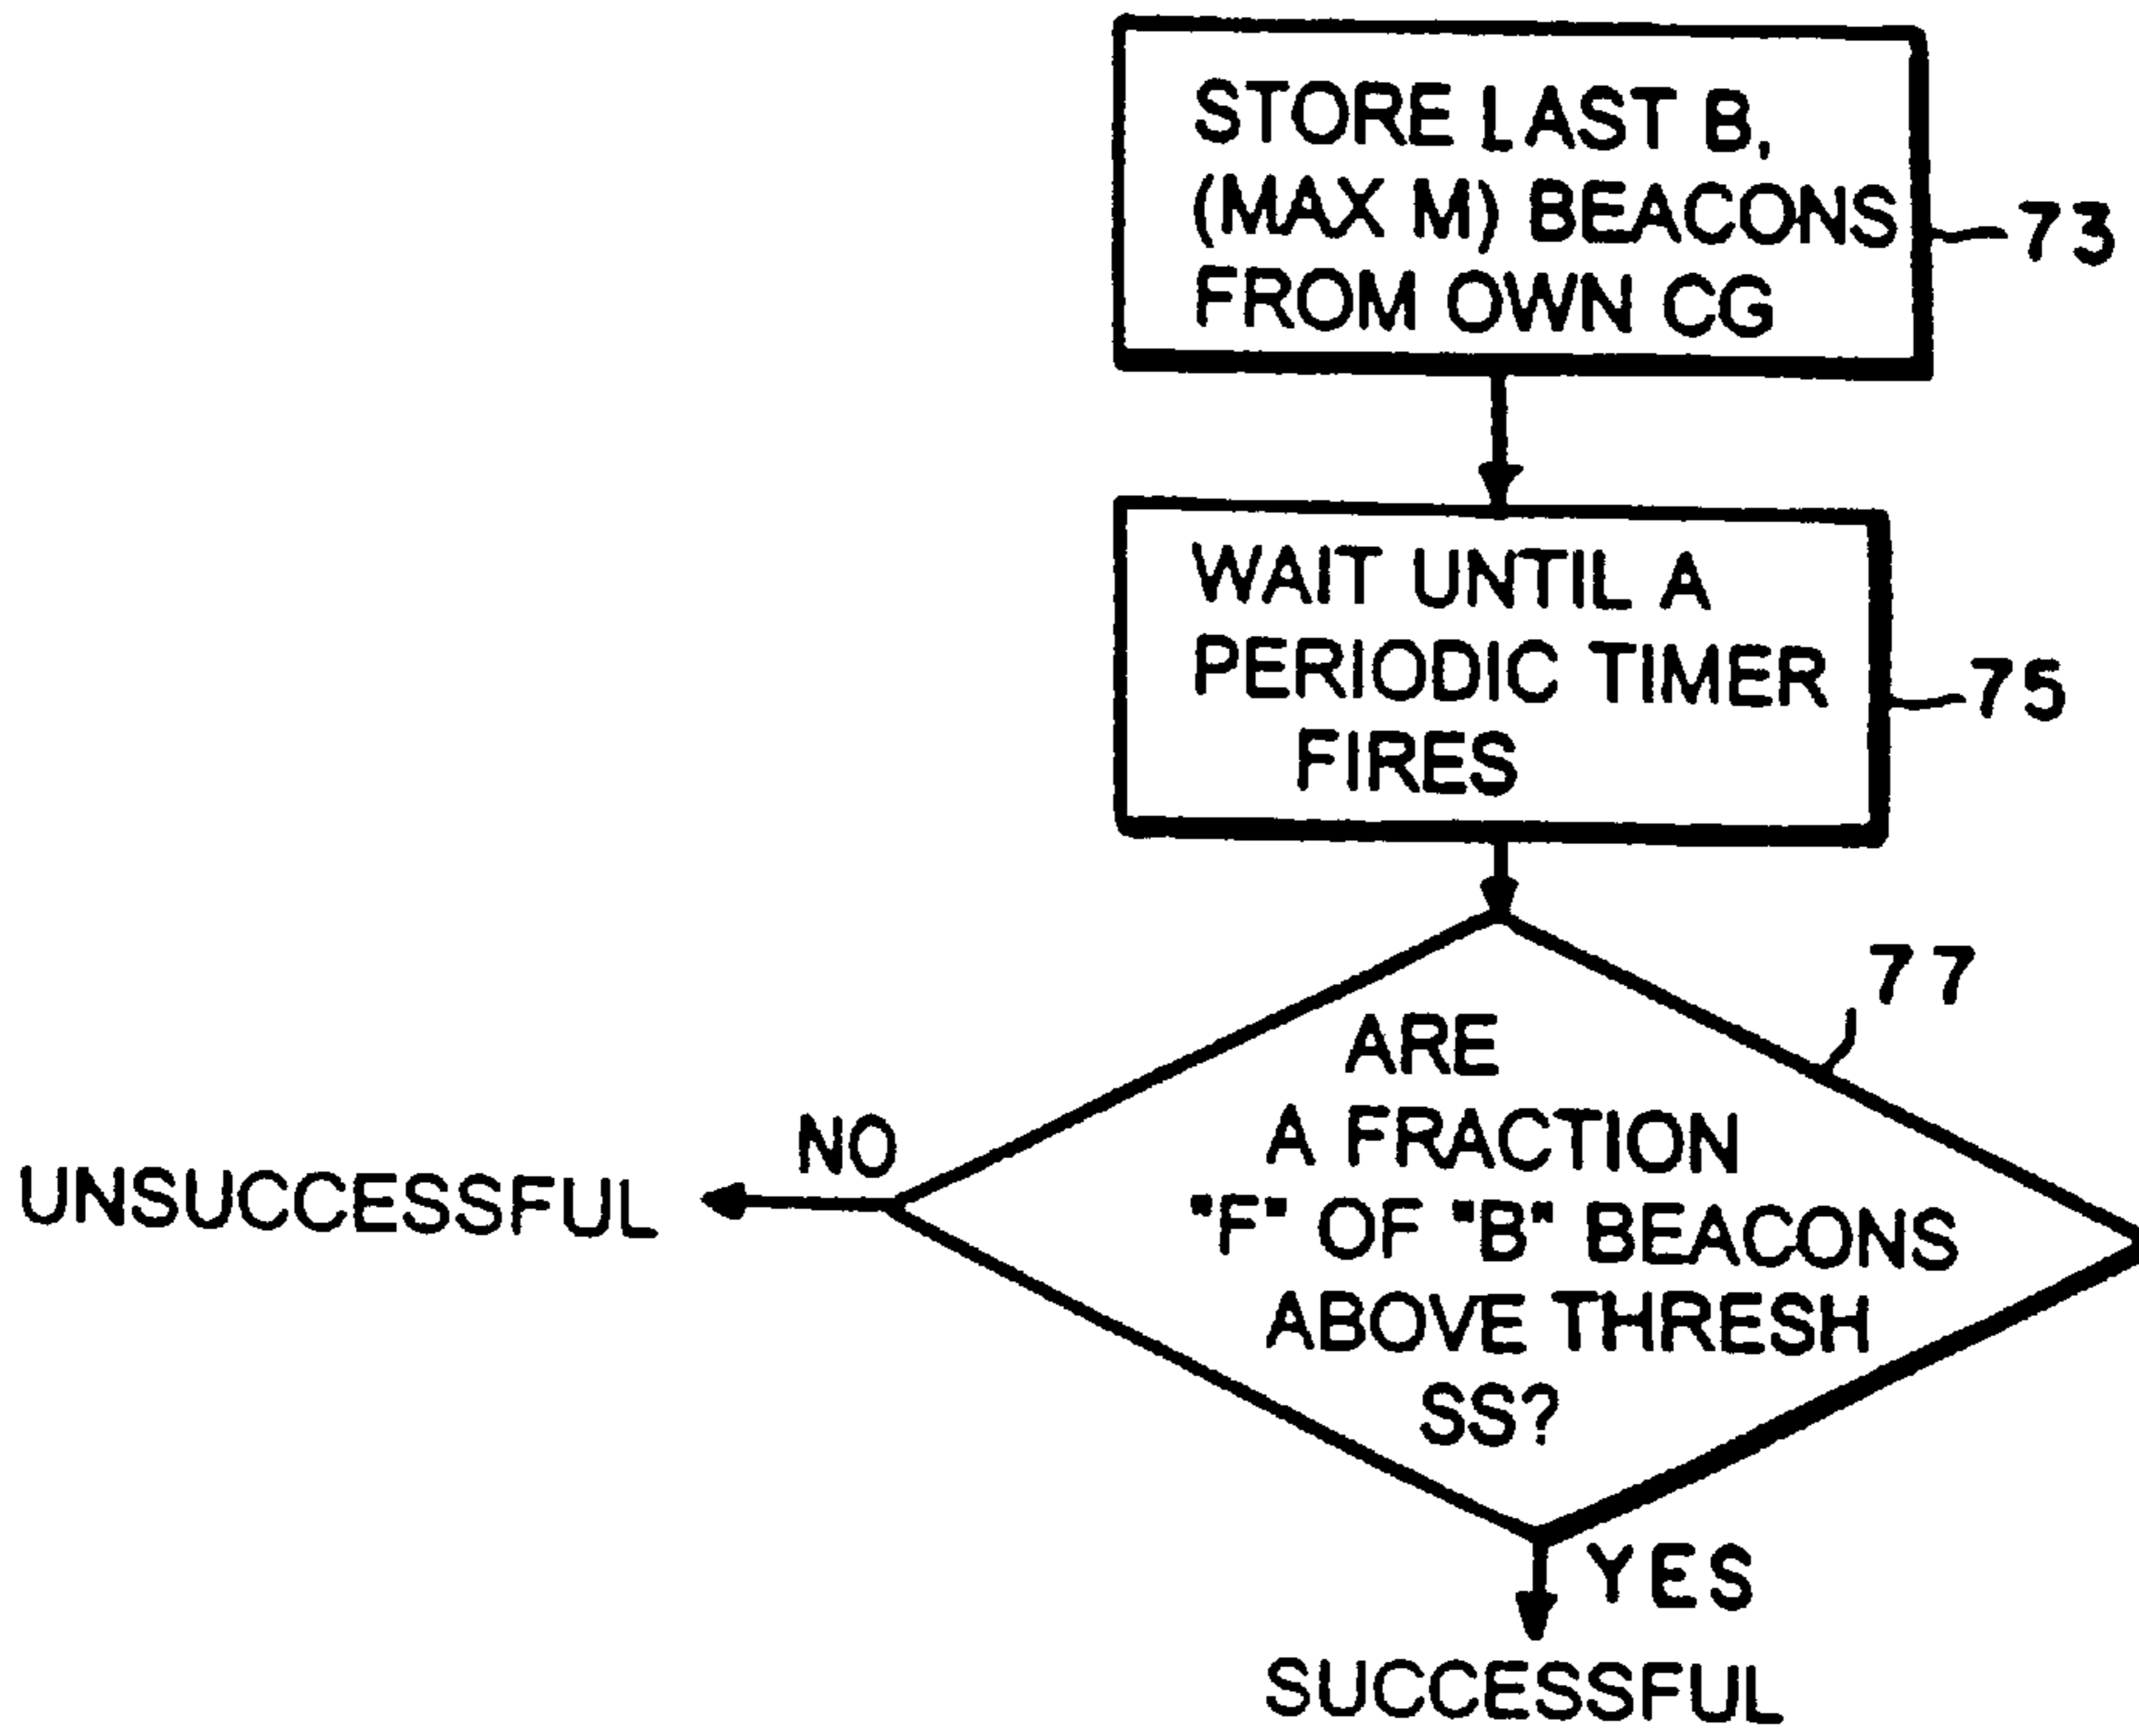 STORE LAST B,
(MAX M) BEACONS
FROM OWN CG
73
WAIT UNTIL A
PERIODIC TIMER
FIRES
75
77
ARE
A FRACTION
"F" OF "B" BEACONS
ABOVE THRESH
SS?
NO
UNSUCCESSFUL
YES
SUCCESSFUL